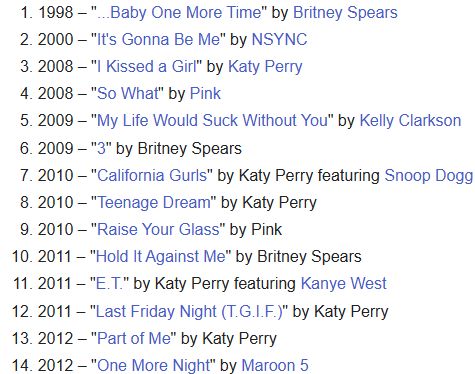 1. 1998 – "...Baby One More Time" by Britney Spears
2. 2000 – "It's Gonna Be Me" by NSYNC
3. 2008 – "I Kissed a Girl" by Katy Perry
4. 2008 – "So What" by Pink
5. 2009 – "My Life Would Suck Without You" by Kelly Clarkson
6. 2009 – "3" by Britney Spears
7. 2010 – "California Gurls" by Katy Perry featuring Snoop Dogg
8. 2010 – "Teenage Dream" by Katy Perry
9. 2010 – "Raise Your Glass" by Pink
10. 2011 – "Hold It Against Me" by Britney Spears
11. 2011 – "E.T." by Katy Perry featuring Kanye West
12. 2011 – "Last Friday Night (T.G.I.F.)" by Katy Perry
13. 2012 – "Part of Me" by Katy Perry
14. 2012 – "One More Night" by Maroon 5